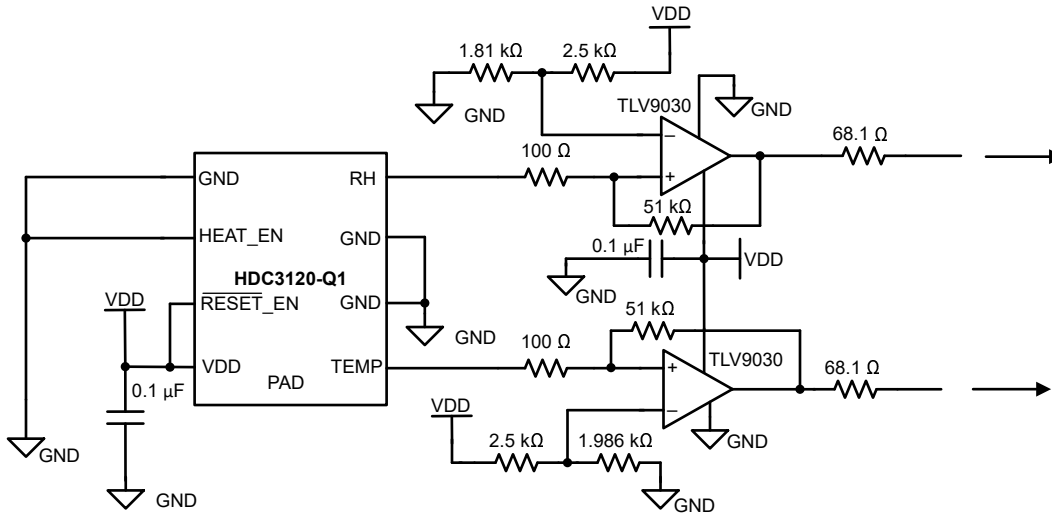 VDD
1.81 kΩ
2.5 kΩ
GND
GND
TLV9030
68.1 Ω
100 Ω
51 kΩ
0.1 µF
VDD
GND
GND
RH
HEAT_EN
GND
HDC3120-Q1
RESET_EN
GND
VDD
TEMP
PAD
VDD
0.1 µF
GND
GND
GND
51 kΩ
100 Ω
TLV9030
68.1 Ω
VDD
2.5 kΩ
1.986 kΩ
GND
GND